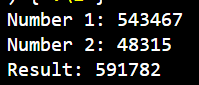 Number 1: 543467
Number 2: 48315
Result: 591782